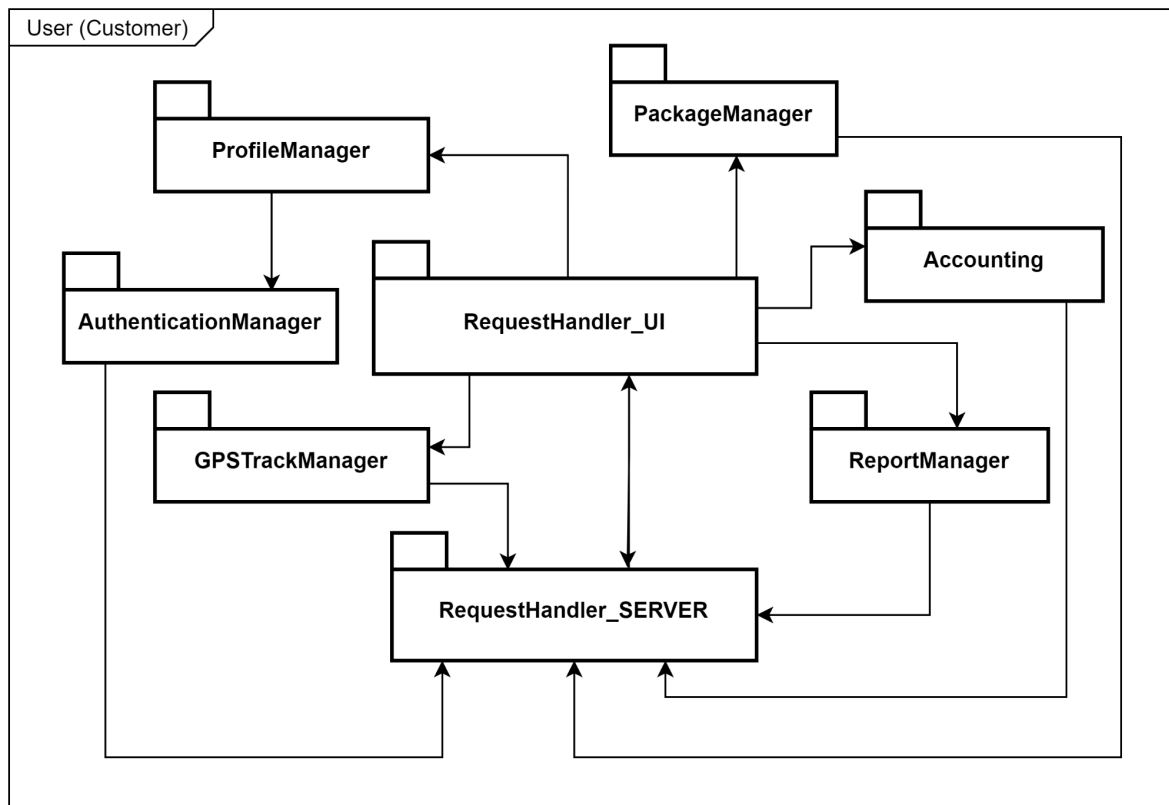 User (Customer)
PackageManager
ProfileManager
Accounting
AuthenticationManager
RequestHandler_UI
GPSTrackManager
ReportManager
RequestHandler_SERVER